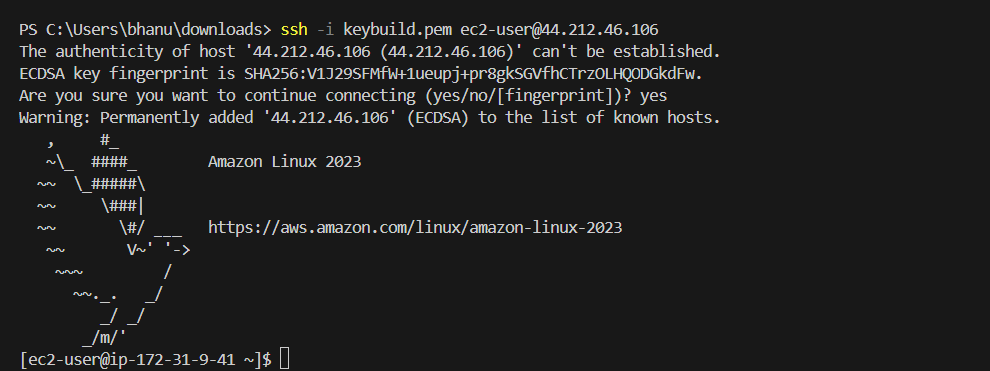 PS C:\Users\bhanu\downloads> ssh -i keybuild.pem ec2-user@44.212.46.106
The authenticity of host '44.212.46.106 (44.212.46.106)' can't be established.
ECDSA key fingerprint is SHA256:V1J29SFMfW+1ueupj+pr8gkSGVfhCTrzOLHQODGkdFw.
Are you sure you want to continue connecting (yes/no/[fingerprint])? yes
Warning: Permanently added '44.212.46.106' (ECDSA) to the list of known hosts.
   ,     #_
   ~\_  ####_        Amazon Linux 2023
  ~~  \_#####\
  ~~     \###|
  ~~       \#/ ___   https://aws.amazon.com/linux/amazon-linux-2023
   ~~       V~' '->
    ~~~         /
      ~~._.   _/
         _/ _/
       _/m/'
[ec2-user@ip-172-31-9-41 ~]$